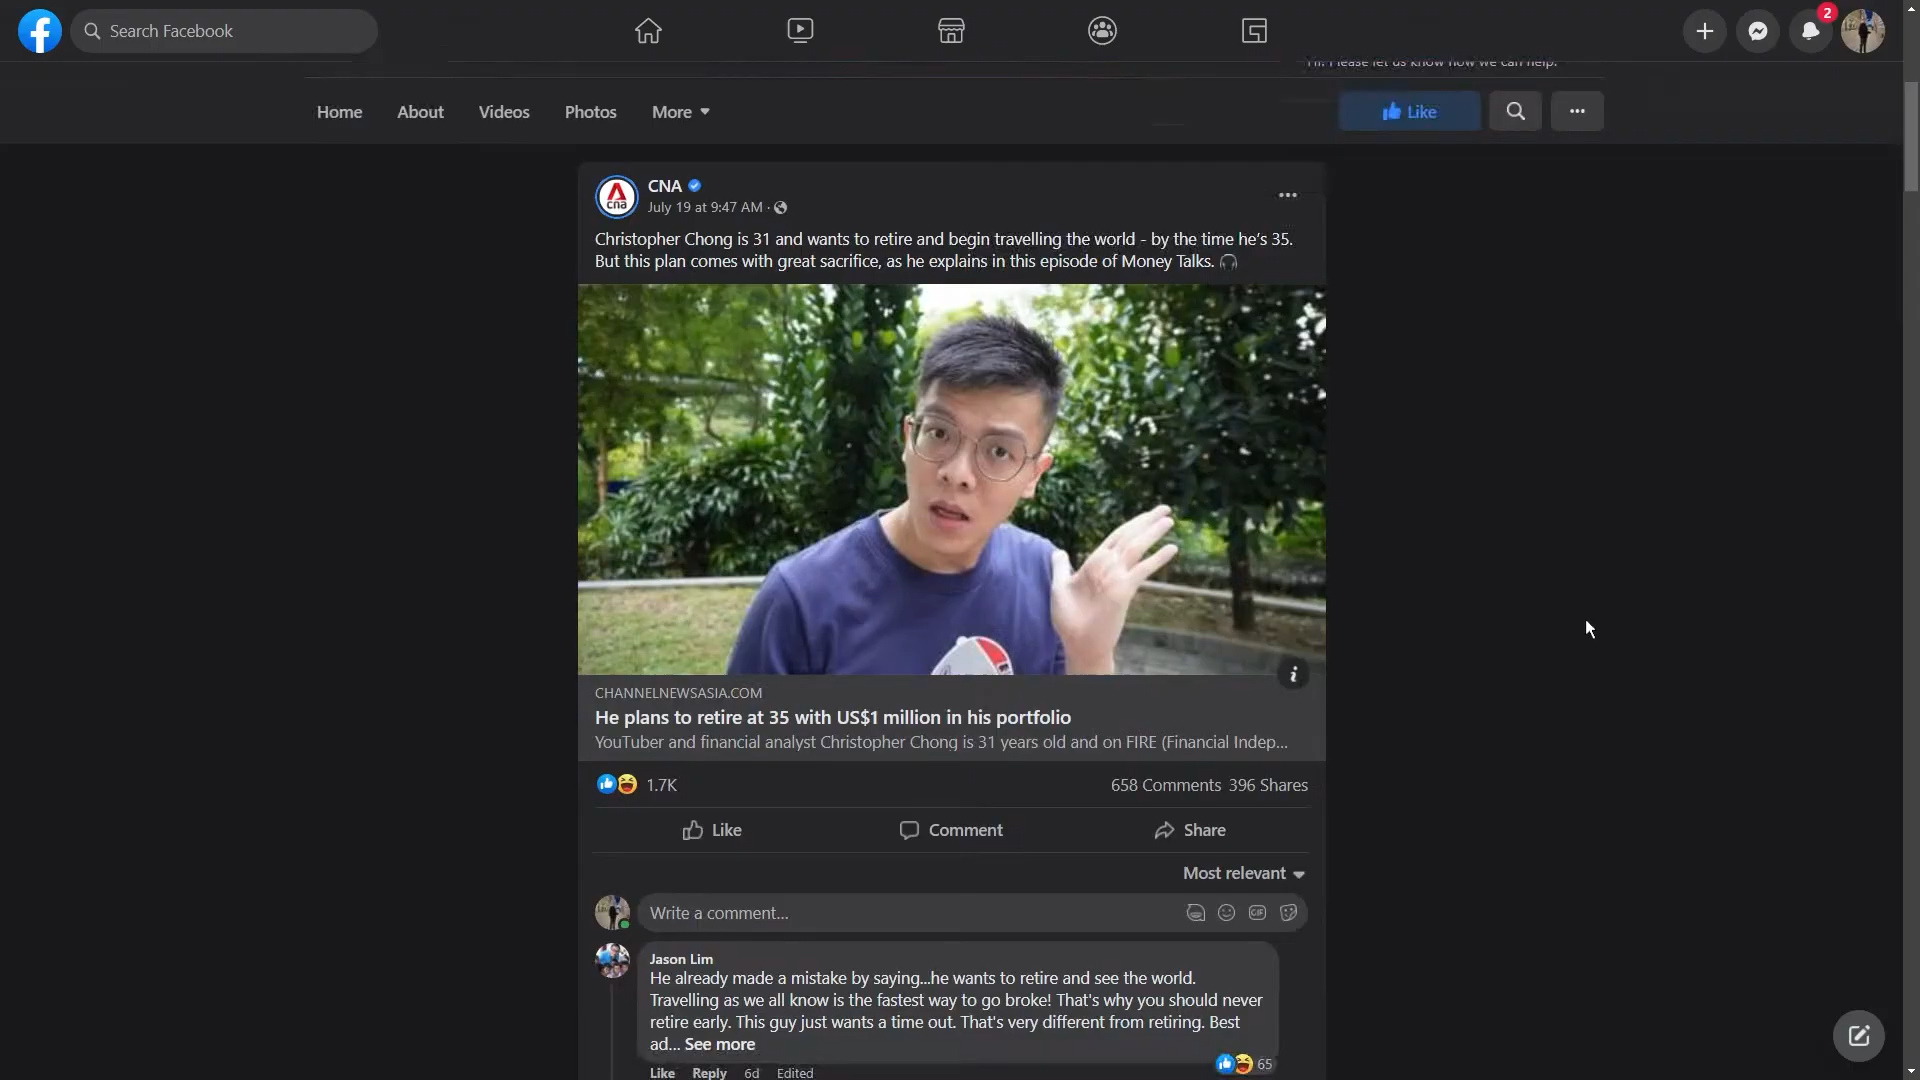 Search Facebook
2
Hi! Please let us know how we can help.
Home About Videos Photos More
Like
CNA
cna
July 19 at 9:47 AM ·
Christopher Chong is 31 and wants to retire and begin travelling the world - by the time he's 35.
But this plan comes with great sacrifice, as he explains in this episode of Money Talks.
CHANNELNEWSASIA.COM
He plans to retire at 35 with US$1 million in his portfolio
YouTuber and financial analyst Christopher Chong is 31 years old and on FIRE (Financial Indep...
1.7K 658 Comments 396 Shares
Like Comment Share
Most relevant
Write a comment...
GIF
Jason Lim
He already made a mistake by saying...he wants to retire and see the world.
Travelling as we all know is the fastest way to go broke! That's why you should never
retire early. This guy just wants a time out. That's very different from retiring. Best
ad... See more
65
Like Reply 6d Edited